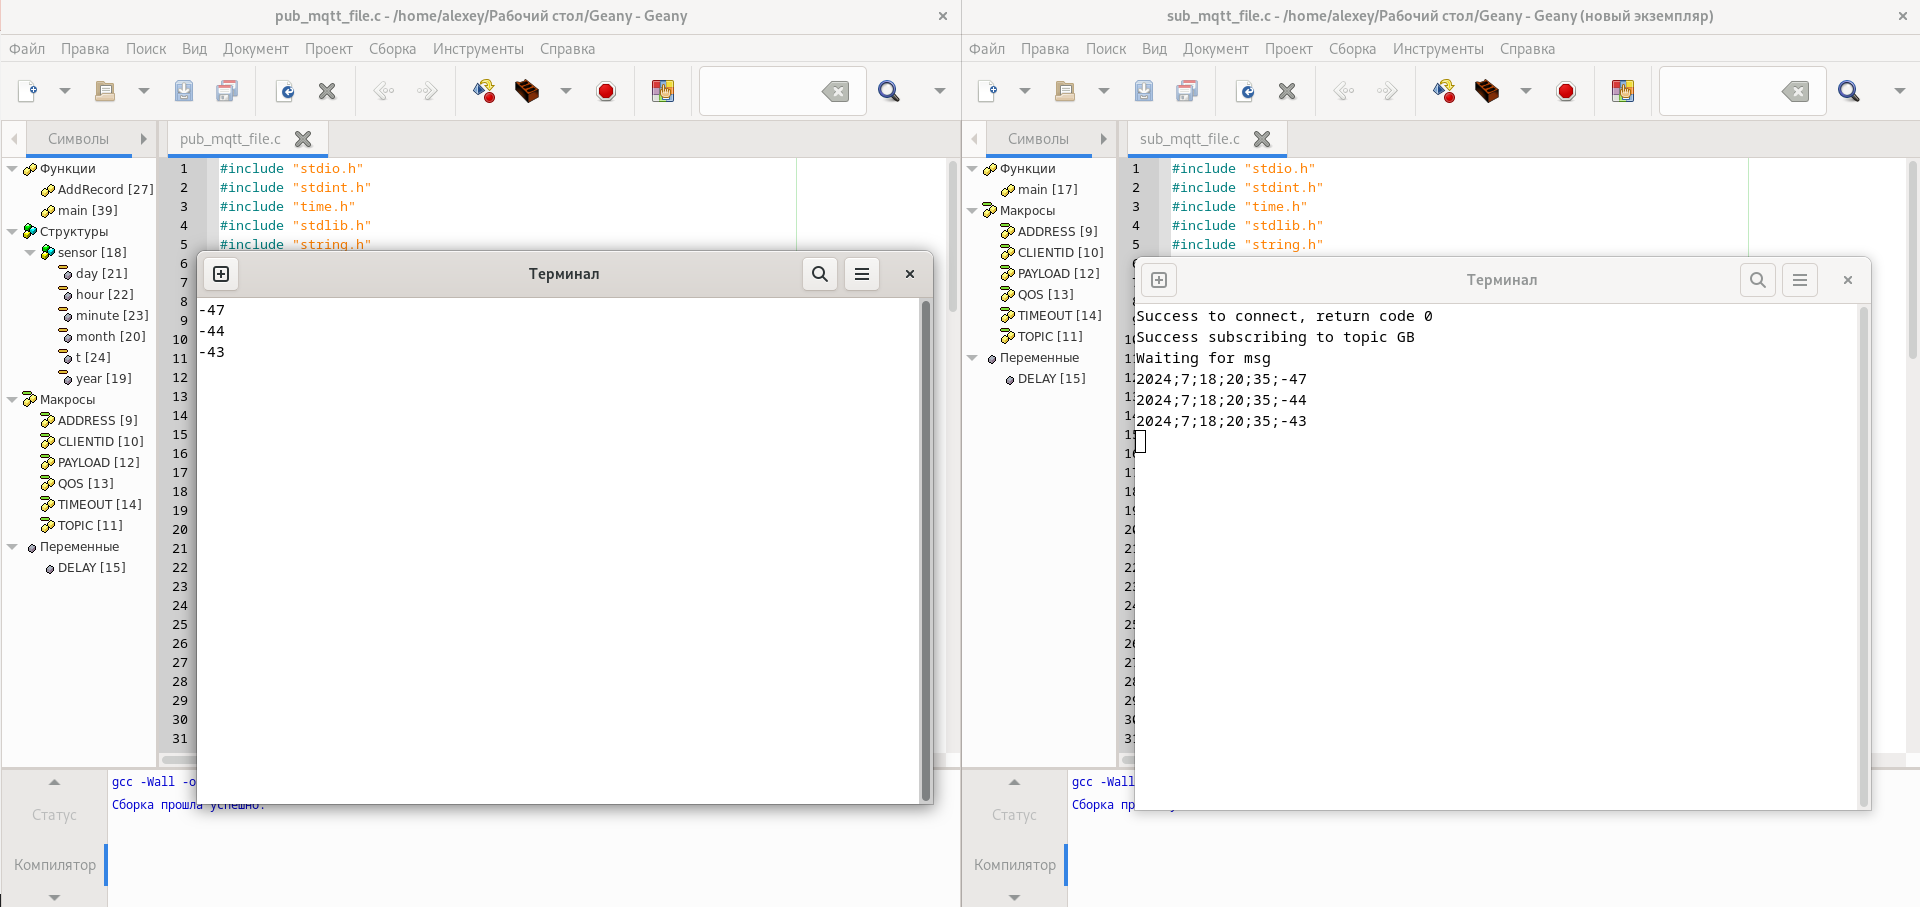 pub_mqtt_file.c - /home/alexey/Рабочий стол/Geany - Geany
Файл Правка Поиск Вид Документ Проект Сборка Инструменты Справка
Символы
pub_mqtt_file.c
Функции
AddRecord [27]
main [39]
Структуры
sensor [18]
day [21]
hour [22]
minute [23]
month [20]
t [24]
year [19]
Макросы
ADDRESS [9]
CLIENTID [10]
PAYLOAD [12]
QOS [13]
TIMEOUT [14]
TOPIC [11]
Переменные
DELAY [15]
1 #include "stdio.h"
2 #include "stdint.h"
3 #include "time.h"
4 #include "stdlib.h"
5 #include "string.h"
6
7
8
9
10
11
12
13
14
15
16
17
18
19
20
21
22
23
24
25
26
27
28
29
30
31
Терминал
-47
-44
-43
Статус
Компилятор
gcc -Wall -o
Сборка прошла успешно.
sub_mqtt_file.c - /home/alexey/Рабочий стол/Geany - Geany (новый экземпляр)
Файл Правка Поиск Вид Документ Проект Сборка Инструменты Справка
Символы
sub_mqtt_file.c
Функции
main [17]
Макросы
ADDRESS [9]
CLIENTID [10]
PAYLOAD [12]
QOS [13]
TIMEOUT [14]
TOPIC [11]
Переменные
DELAY [15]
1 #include "stdio.h"
2 #include "stdint.h"
3 #include "time.h"
4 #include "stdlib.h"
5 #include "string.h"
Терминал
Success to connect, return code 0
Success subscribing to topic GB
Waiting for msg
2024;7;18;20;35;-47
2024;7;18;20;35;-44
2024;7;18;20;35;-43
Статус
Компилятор
gcc -Wall
Сборка пр